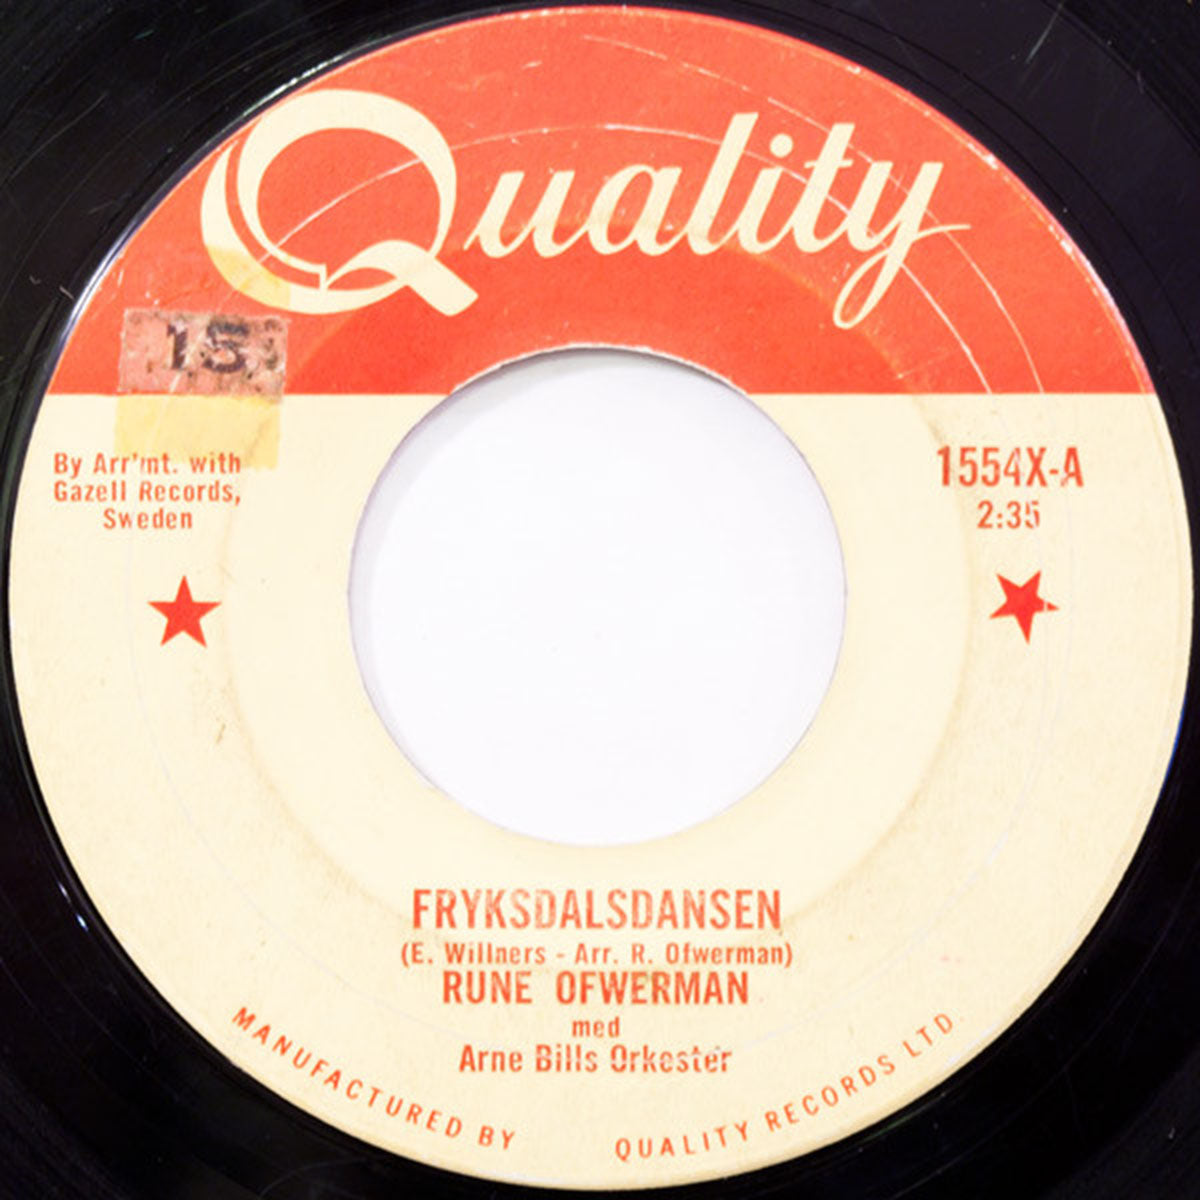 Quality
15
By Arr'mt. with
Gazell Records,
Sweden
1554X-A
2:35
FRYKSDALSDANSEN
(E. Willners - Arr. R. Ofwerman)
RUNE OFWERMAN
med
Arne Bills Orkester
MANUFACTURED BY QUALITY RECORDS LTD.